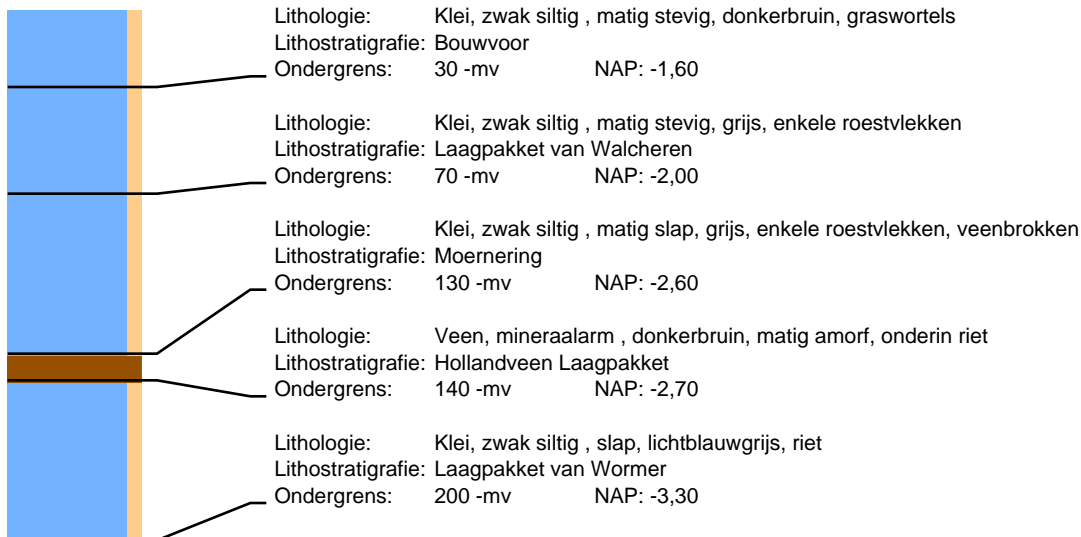 Lithologie: Klei, zwak siltig , matig stevig, donkerbruin, graswortels
Lithostratigrafie: Bouwvoor
Ondergrens: 30 -mv NAP: -1,60
Lithologie: Klei, zwak siltig , matig stevig, grijs, enkele roestvlekken
Lithostratigrafie: Laagpakket van Walcheren
Ondergrens: 70 -mv NAP: -2,00
Lithologie: Klei, zwak siltig , matig slap, grijs, enkele roestvlekken, veenbrokken
Lithostratigrafie: Moernering
Ondergrens: 130 -mv NAP: -2,60
Lithologie: Veen, mineraalarm , donkerbruin, matig amorf, onderin riet
Lithostratigrafie: Hollandveen Laagpakket
Ondergrens: 140 -mv NAP: -2,70
Lithologie: Klei, zwak siltig , slap, lichtblauwgrijs, riet
Lithostratigrafie: Laagpakket van Wormer
Ondergrens: 200 -mv NAP: -3,30